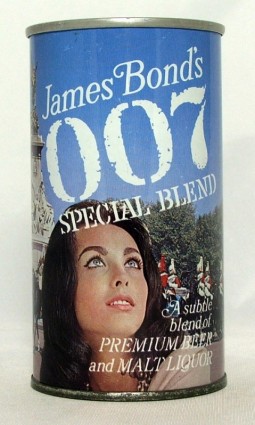 James Bond's
007
SPECIAL BLEND
A subtle
blend of
PREMIUM BEER
and MALT LIQUOR